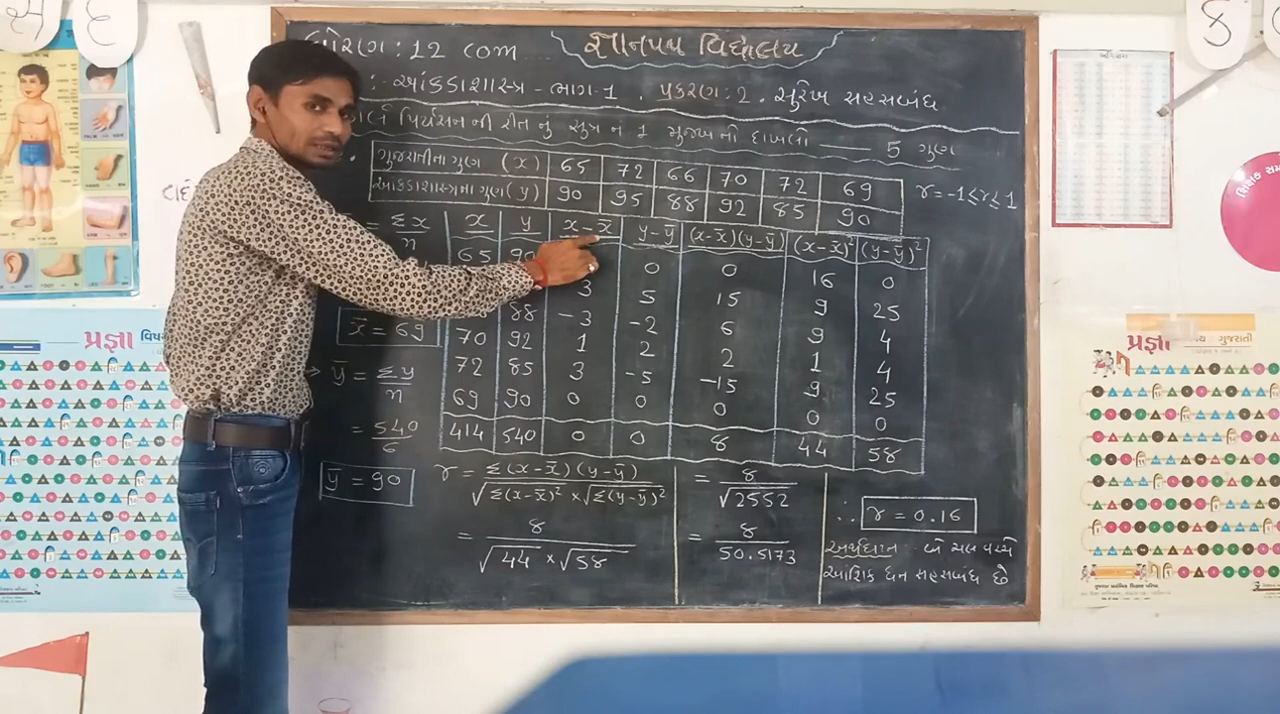 ધોરણ : 12 com
જ્ઞાનપથ વિદ્યાલય
:- આંકડાશાસ્ત્ર - ભાગ-1 . પ્રકરણ : 2 . સુરેખ સહસંબંધ
કાર્લ પિર્યસન ની રીત નું સૂત્ર નં 1 મુજબ નો દાખલો —— 5 ગુણ
ગુજરાતીના ગુણ (x) 65 72 66 70 72 69
આંકડાશાસ્ત્રના ગુણ (y) 90 95 88 92 85 90
r = -1 ≤ r ≤ 1
= Σx / n
x̄ = 69
ȳ = Σy / n
= 540 / 6
ȳ = 90
x y x-x̄ y-ȳ (x-x̄)(y-ȳ) (x-x̄)² (y-ȳ)²
65 90 0 0 16 0
3 5 15 9 25
88 -3 -2 6 9 4
70 92 1 2 2 1 4
72 85 3 -5 -15 9 25
69 90 0 0 0 0 0
414 540 0 0 8 44 58
r = Σ(x-x̄)(y-ȳ) / √Σ(x-x̄)² × √Σ(y-ȳ)²
= 8 / √44 × √58
= 8 / √2552
= 8 / 50.5173
∴ r = 0.16
અર્થઘટન :- બે ચલ વચ્ચે
આંશિક ધન સહસંબંધ છે
પ્રજ્ઞા વિષ
પ્રજ્ઞા ગુજરાતી
શિક્ષક
ક